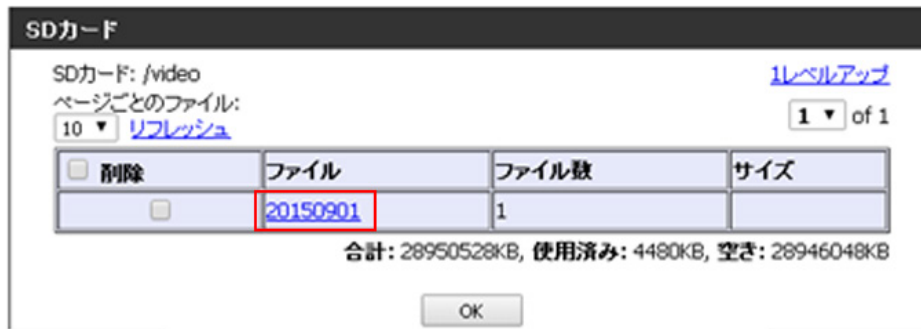 SDカード
SDカード: /video
1レベルアップ
ページごとのファイル:
10 リフレッシュ
1 of 1
削除 ファイル ファイル数 サイズ
20150901 1
合計: 28950528KB, 使用済み: 4480KB, 空き: 28946048KB
OK